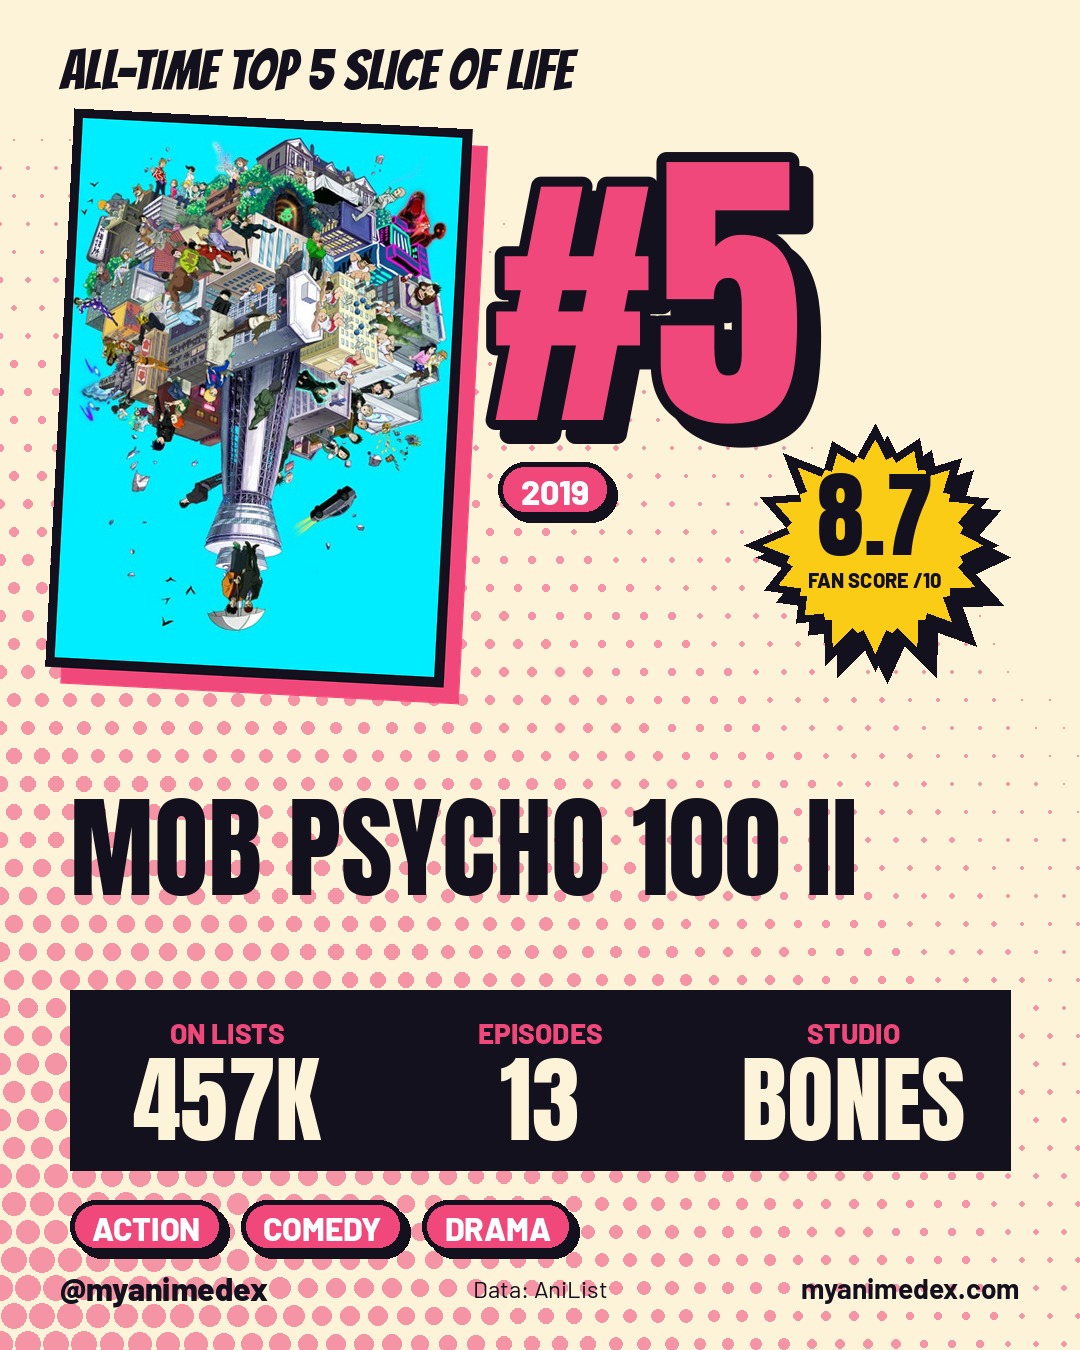 ALL-TIME TOP 5 SLICE OF LIFE
#5
2019
8.7
FAN SCORE /10
MOB PSYCHO 100 II
ON LISTS
457K
EPISODES
13
STUDIO
BONES
ACTION
COMEDY
DRAMA
@myanimedex
Data: AniList
myanimedex.com